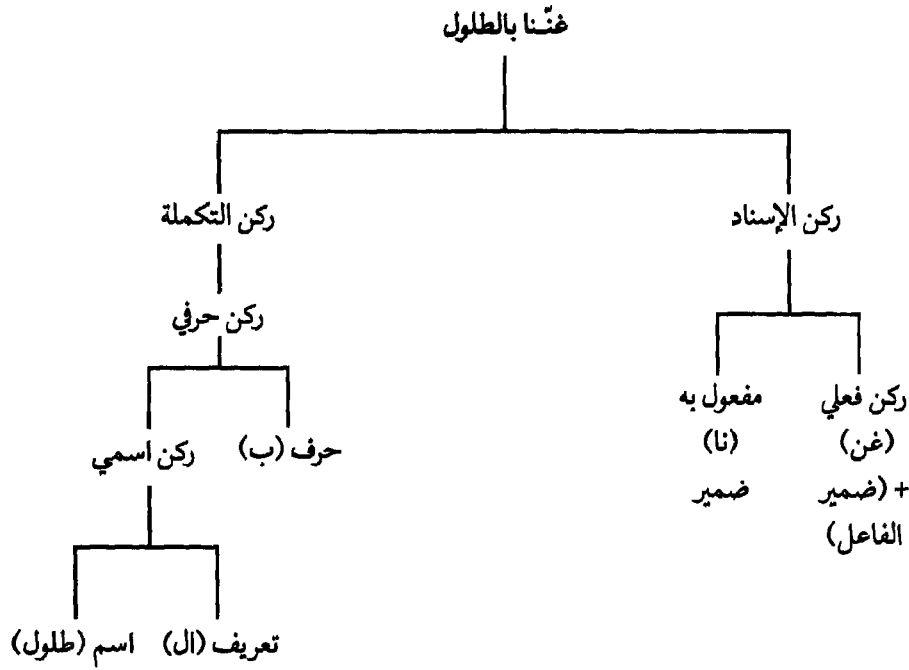 غنّنا بالطلول
ركن الإسناد
ركن التكملة
ركن حرفي
ركن فعلي
(غن)
+ (ضمير
الفاعل)
مفعول به
(نا)
ضمير
حرف (ب)
ركن اسمي
تعريف (ال)
اسم (طلول)